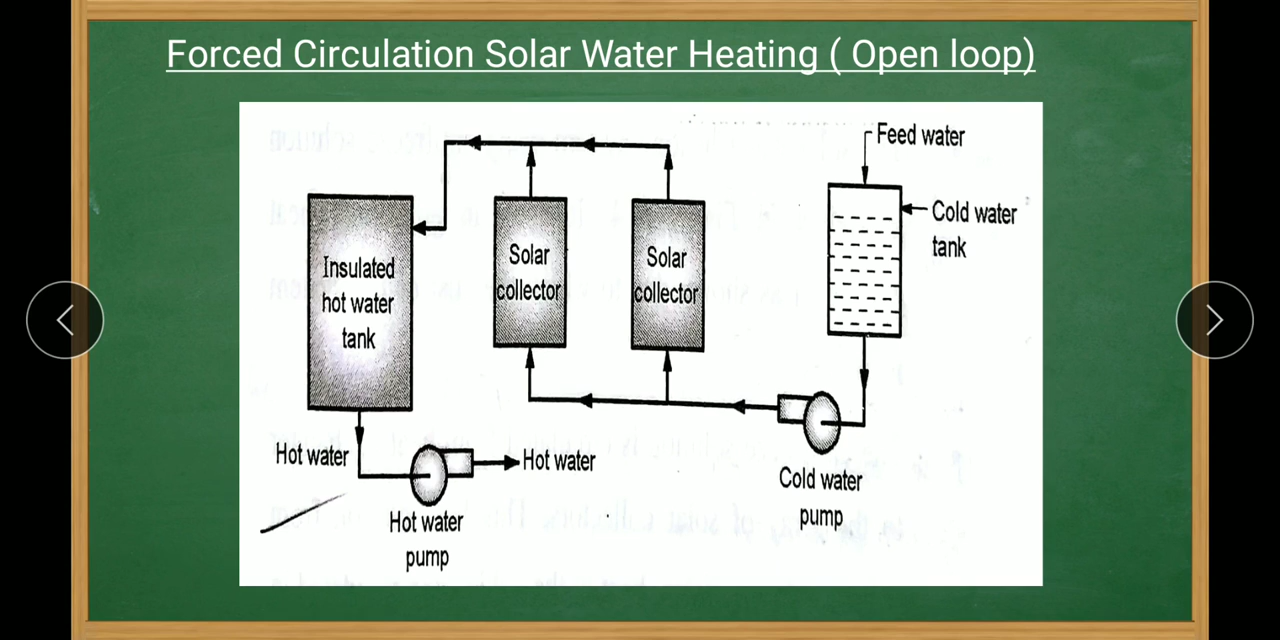 Forced Circulation Solar Water Heating ( Open loop)
Feed water
Cold water
tank
Solar
collector
Solar
collector
Insulated
hot water
tank
Hot water
Hot water
Cold water
pump
Hot water
pump